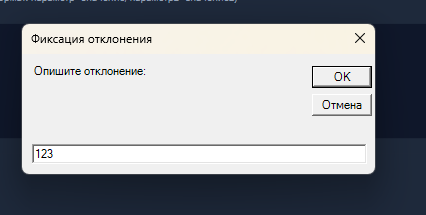 Фиксация отклонения
Опишите отклонение:
OK
Отмена
123